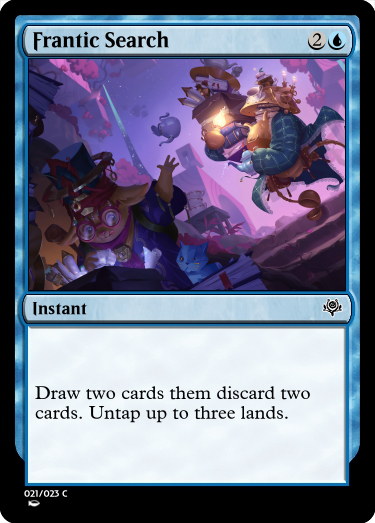 Frantic Search 2
Instant
Draw two cards them discard two
cards. Untap up to three lands.
021/023 C